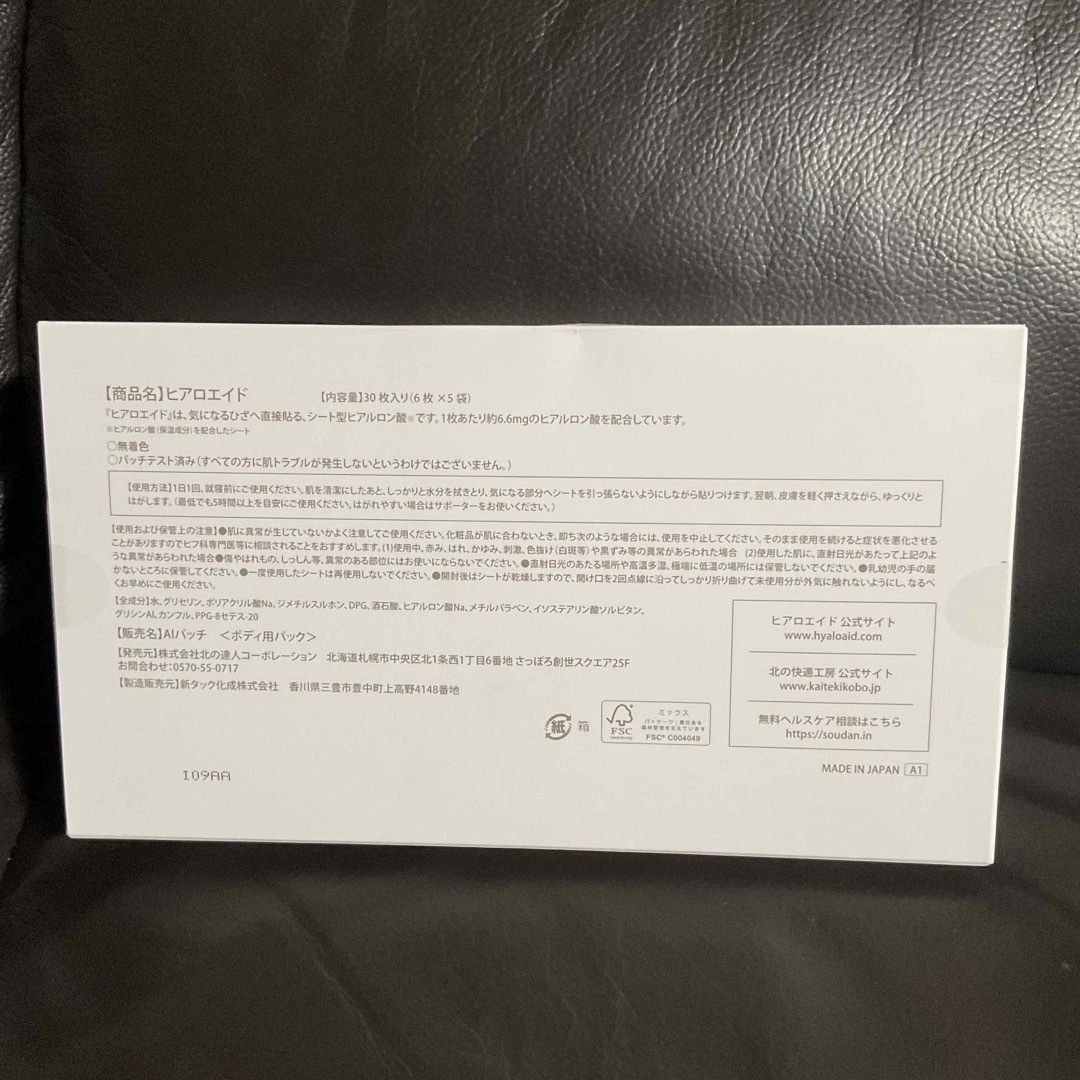 【商品名】ヒアロエイド 【内容量】30枚入り(6枚×5袋)
『ヒアロエイド』は、気になるひざへ直接貼る、シート型ヒアルロン酸※です。1枚あたり約6.6mgのヒアルロン酸を配合しています。
※ヒアルロン酸(保湿成分)を配合したシート
○無着色
○パッチテスト済み(すべての方に肌トラブルが発生しないというわけではございません。)
【使用方法】1日1回、就寝前にご使用ください。肌を清潔にしたあと、しっかりと水分を拭きとり、気になる部分へシートを引っ張らないようにしながら貼りつけます。翌朝、皮膚を軽く押さえながら、ゆっくりと
はがします。(最低でも5時間以上を目安にご使用ください。はがれやすい場合はサポーターをお使いください。)
【使用および保管上の注意】●肌に異常が生じていないかよく注意してご使用ください。化粧品が肌に合わないとき、即ち次のような場合には、使用を中止してください。そのまま使用を続けると症状を悪化させる
ことがありますのでヒフ科専門医等に相談されることをおすすめします。(1)使用中、赤み、はれ、かゆみ、刺激、色抜け(白斑等)や黒ずみ等の異常があらわれた場合 (2)使用した肌に、直射日光があたって上記のよ
うな異常があらわれた場合●傷やはれもの、しっしん等、異常のある部位にはお使いにならないでください。●直射日光のあたる場所や高温多湿、極端に低温の場所には保管しないでください。●乳幼児の手の届
かないところに保管してください。●一度使用したシートは再使用しないでください。●開封後はシートが乾燥しますので、開け口を2回点線に沿ってしっかり折り曲げて未使用分が外気に触れないようにし、なるべ
くお早めにご使用ください。
【全成分】水、グリセリン、ポリアクリル酸Na、ジメチルスルホン、DPG、酒石酸、ヒアルロン酸Na、メチルパラベン、イソステアリン酸ソルビタン、
グリシンAl、カンフル、PPG-8セテス-20
【販売名】AIパッチ <ボディ用パック>
【発売元】株式会社北の達人コーポレーション 北海道札幌市中央区北1条西1丁目6番地 さっぽろ創世スクエア25F
お問合わせ:0570-55-0717
【製造販売元】新タック化成株式会社 香川県三豊市豊中町上高野4148番地
ヒアロエイド 公式サイト
www.hyaloaid.com
北の快適工房 公式サイト
www.kaitekikobo.jp
無料ヘルスケア相談はこちら
https://soudan.in
紙 箱
FSC
ミックス
パッケージ|責任ある
森林管理を支えています
FSC® C004049
MADE IN JAPAN A1
I09AA